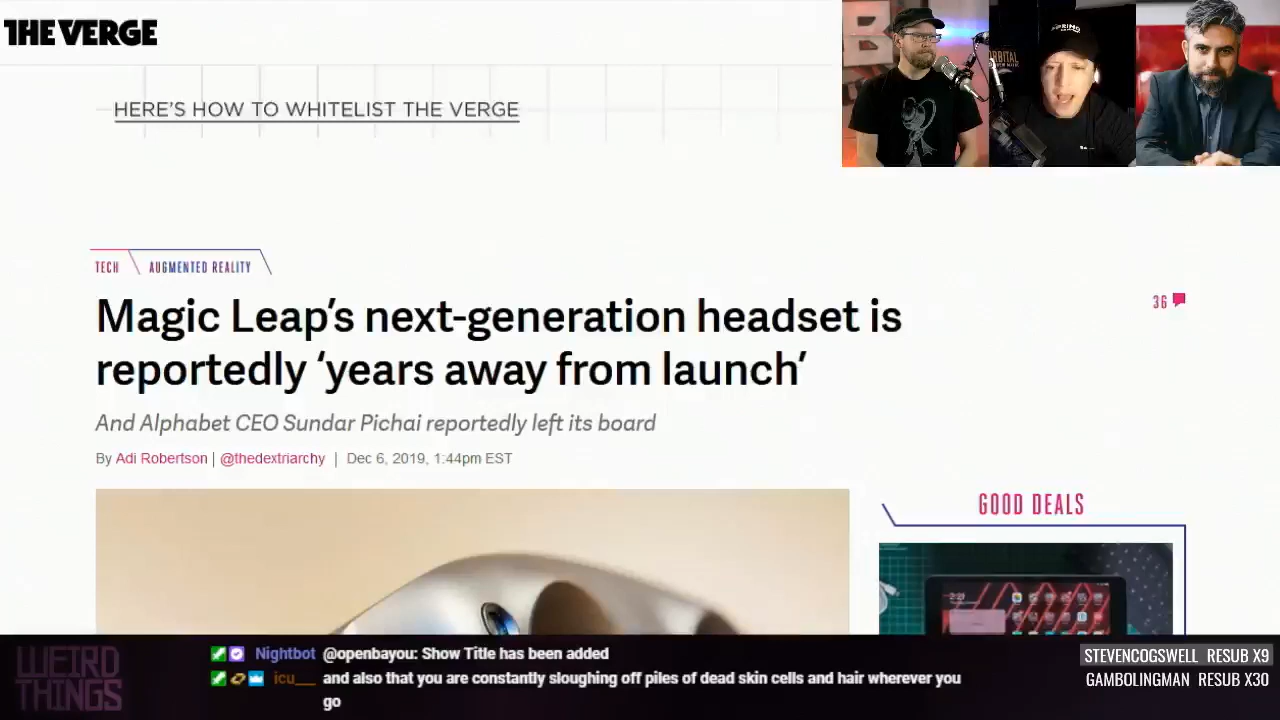 THE VERGE
HERE'S HOW TO WHITELIST THE VERGE
TECH
AUGMENTED REALITY
Magic Leap's next-generation headset is
reportedly 'years away from launch'
36
And Alphabet CEO Sundar Pichai reportedly left its board
By Adi Robertson | @thedextriarchy | Dec 6, 2019, 1:44pm EST
GOOD DEALS
2:21
WEIRD
THINGS
Nightbot @openbayou: Show Title has been added
icu___ and also that you are constantly sloughing off piles of dead skin cells and hair wherever you
go
STEVENCOGSWELL RESUB X9
GAMBOLINGMAN RESUB X30